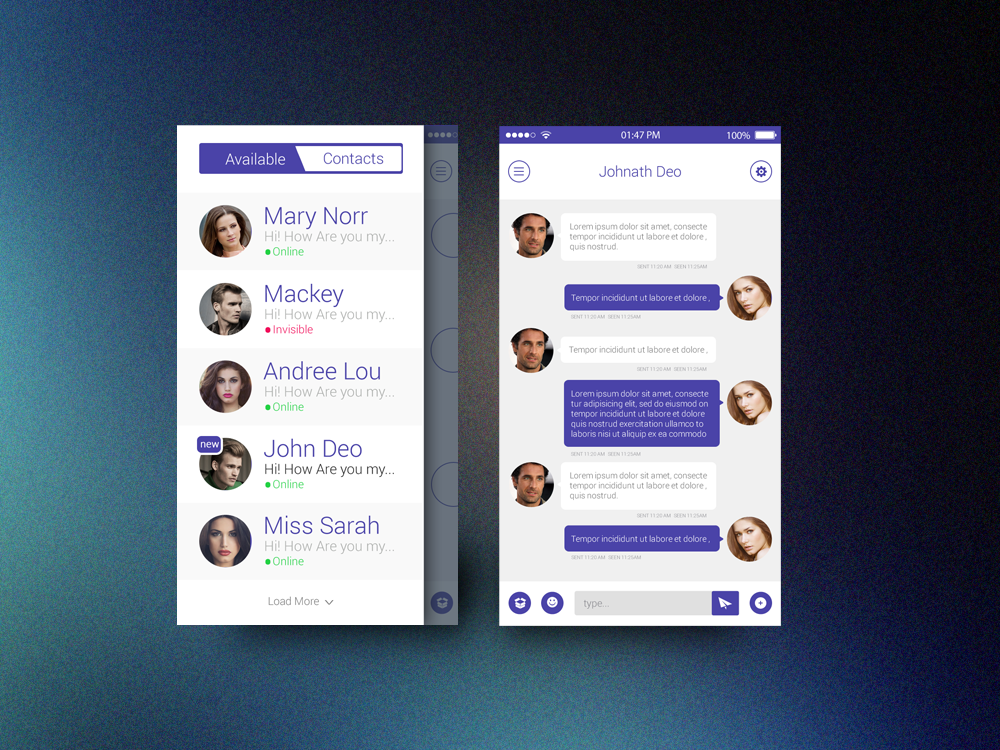 Available
Contacts
Mary Norr
Hi! How Are you my...
Online
Mackey
Hi! How Are you my...
Invisible
Andree Lou
Hi! How Are you my...
Online
new
John Deo
Hi! How Are you my...
Online
Miss Sarah
Hi! How Are you my...
Online
Load More
01:47 PM
100%
Johnath Deo
Lorem ipsum dolor sit amet, consecte
tempor incididunt ut labore et dolore ,
quis nostrud.
SENT 11:20 AM SEEN 11:25AM
Tempor incididunt ut labore et dolore ,
SENT 11:20 AM SEEN 11:25AM
Tempor incididunt ut labore et dolore ,
SENT 11:20 AM SEEN 11:25AM
Lorem ipsum dolor sit amet, consecte
tur adipisicing elit, sed do eiusmod on
tempor incididunt ut labore et dolore
quis nostrud exercitation ullamco to
laboris nisi ut aliquip ex ea commodo
SENT 11:20 AM SEEN 11:25AM
Lorem ipsum dolor sit amet, consecte
tempor incididunt ut labore et dolore ,
quis nostrud.
SENT 11:20 AM SEEN 11:25AM
Tempor incididunt ut labore et dolore ,
SENT 11:20 AM SEEN 11:25AM
type...